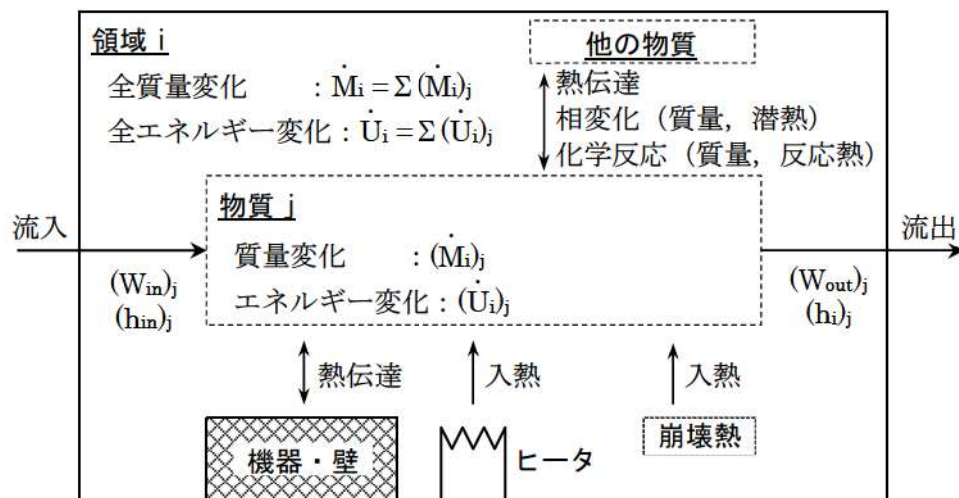 領域 i
全質量変化 : Ṁi = Σ (Ṁi)j
全エネルギー変化 : U̇i = Σ (U̇i)j
他の物質
熱伝達
相変化（質量，潜熱）
化学反応（質量，反応熱）
流入
(Win)j
(hin)j
物質 j
質量変化 : (Ṁi)j
エネルギー変化 : (U̇i)j
流出
(Wout)j
(hi)j
熱伝達
入熱
入熱
機器・壁
ヒータ
崩壊熱